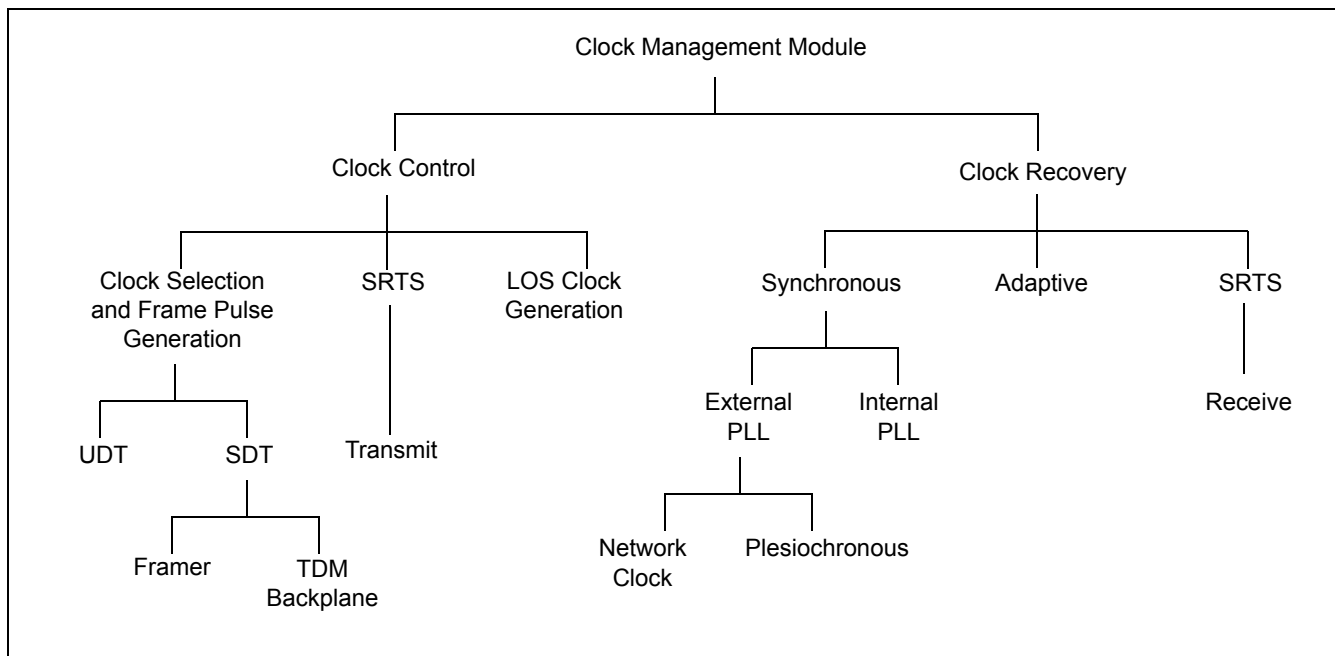 Clock Management Module
Clock Control
Clock Recovery
Clock Selection
and Frame Pulse
Generation
SRTS
LOS Clock
Generation
Synchronous
Adaptive
SRTS
External
PLL
Internal
PLL
Receive
UDT
SDT
Transmit
Framer
TDM
Backplane
Network
Clock
Plesiochronous